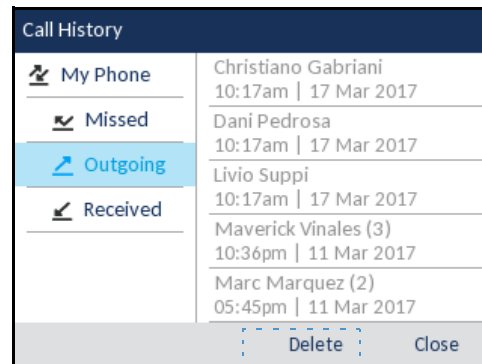 Call History
My Phone
Missed
Outgoing
Received
Christiano Gabriani
10:17am | 17 Mar 2017
Dani Pedrosa
10:17am | 17 Mar 2017
Livio Suppi
10:17am | 17 Mar 2017
Maverick Vinales (3)
10:36pm | 11 Mar 2017
Marc Marquez (2)
05:45pm | 11 Mar 2017
Delete Close